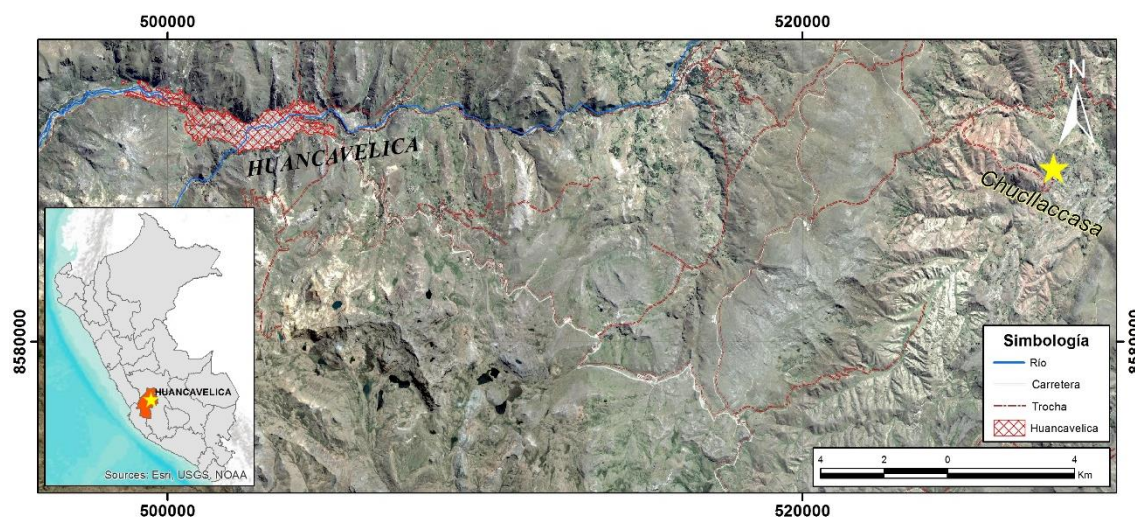 500000
520000
N
HUANCAVELICA
Chucllaccasa
8580000
8580000
HUANCAVELICA
Sources: Esri, USGS, NOAA
Simbología
Río
Carretera
Trocha
Huancavelica
4 2 0 4
Km
500000
520000